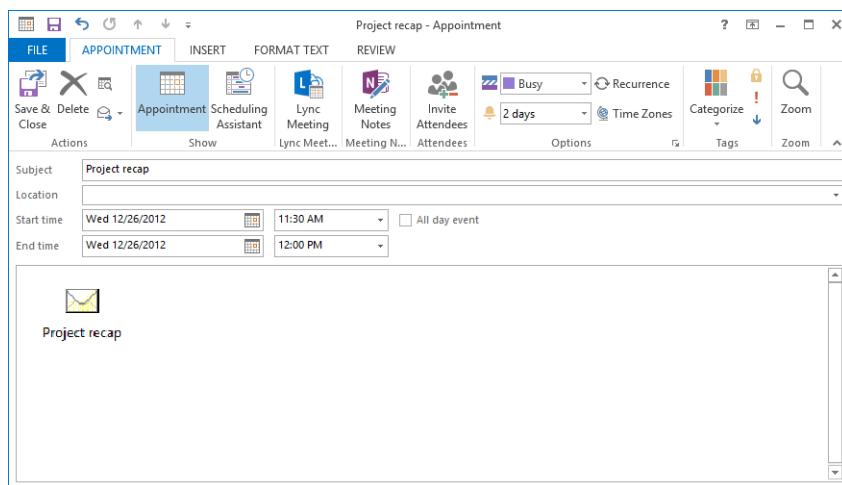 Project recap - Appointment
?
FILE APPOINTMENT INSERT FORMAT TEXT REVIEW
Save & Close
Delete
Appointment
Scheduling Assistant
Lync Meeting
Meeting Notes
Invite Attendees
Busy
Recurrence
2 days
Time Zones
Categorize
Zoom
Actions Show Lync Meet... Meeting N... Attendees Options Tags Zoom
Subject Project recap
Location
Start time Wed 12/26/2012 11:30 AM All day event
End time Wed 12/26/2012 12:00 PM
Project recap